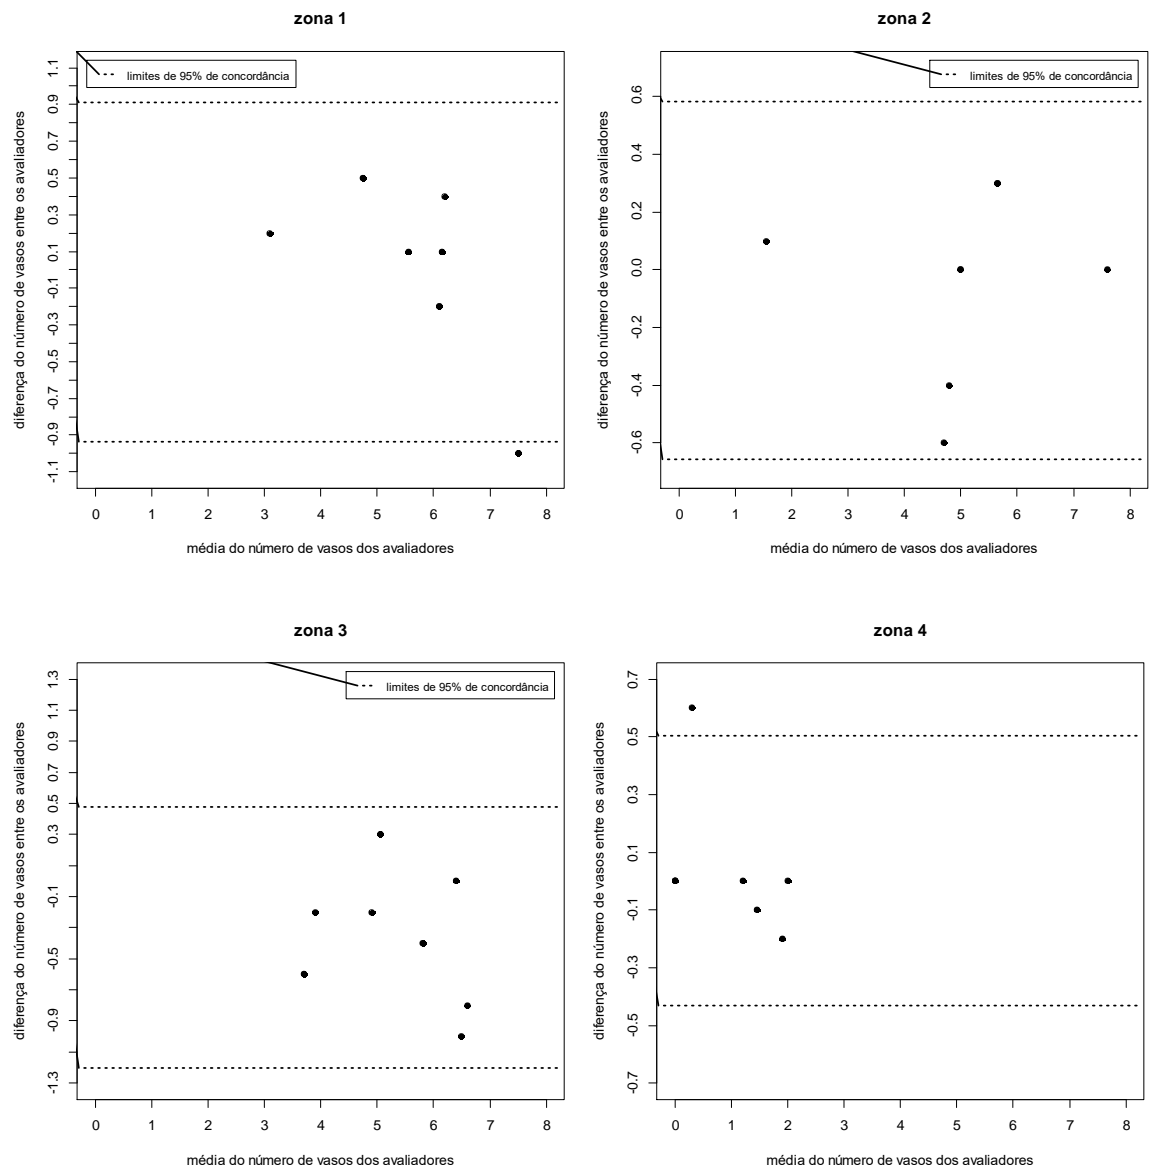 zona 1
limites de 95% de concordância
diferença do número de vasos entre os avaliadores
1.1
0.9
0.7
0.5
0.3
0.1
-0.1
-0.3
-0.5
-0.7
-0.9
-1.1
0 1 2 3 4 5 6 7 8
média do número de vasos dos avaliadores
zona 2
limites de 95% de concordância
diferença do número de vasos entre os avaliadores
0.6
0.4
0.2
0.0
-0.2
-0.4
-0.6
0 1 2 3 4 5 6 7 8
média do número de vasos dos avaliadores
zona 3
limites de 95% de concordância
diferença do número de vasos entre os avaliadores
1.3
1.1
0.9
0.7
0.5
0.3
-0.1
-0.5
-0.9
-1.3
0 1 2 3 4 5 6 7 8
média do número de vasos dos avaliadores
zona 4
diferença do número de vasos entre os avaliadores
0.7
0.5
0.3
0.1
-0.1
-0.3
-0.5
-0.7
0 1 2 3 4 5 6 7 8
média do número de vasos dos avaliadores